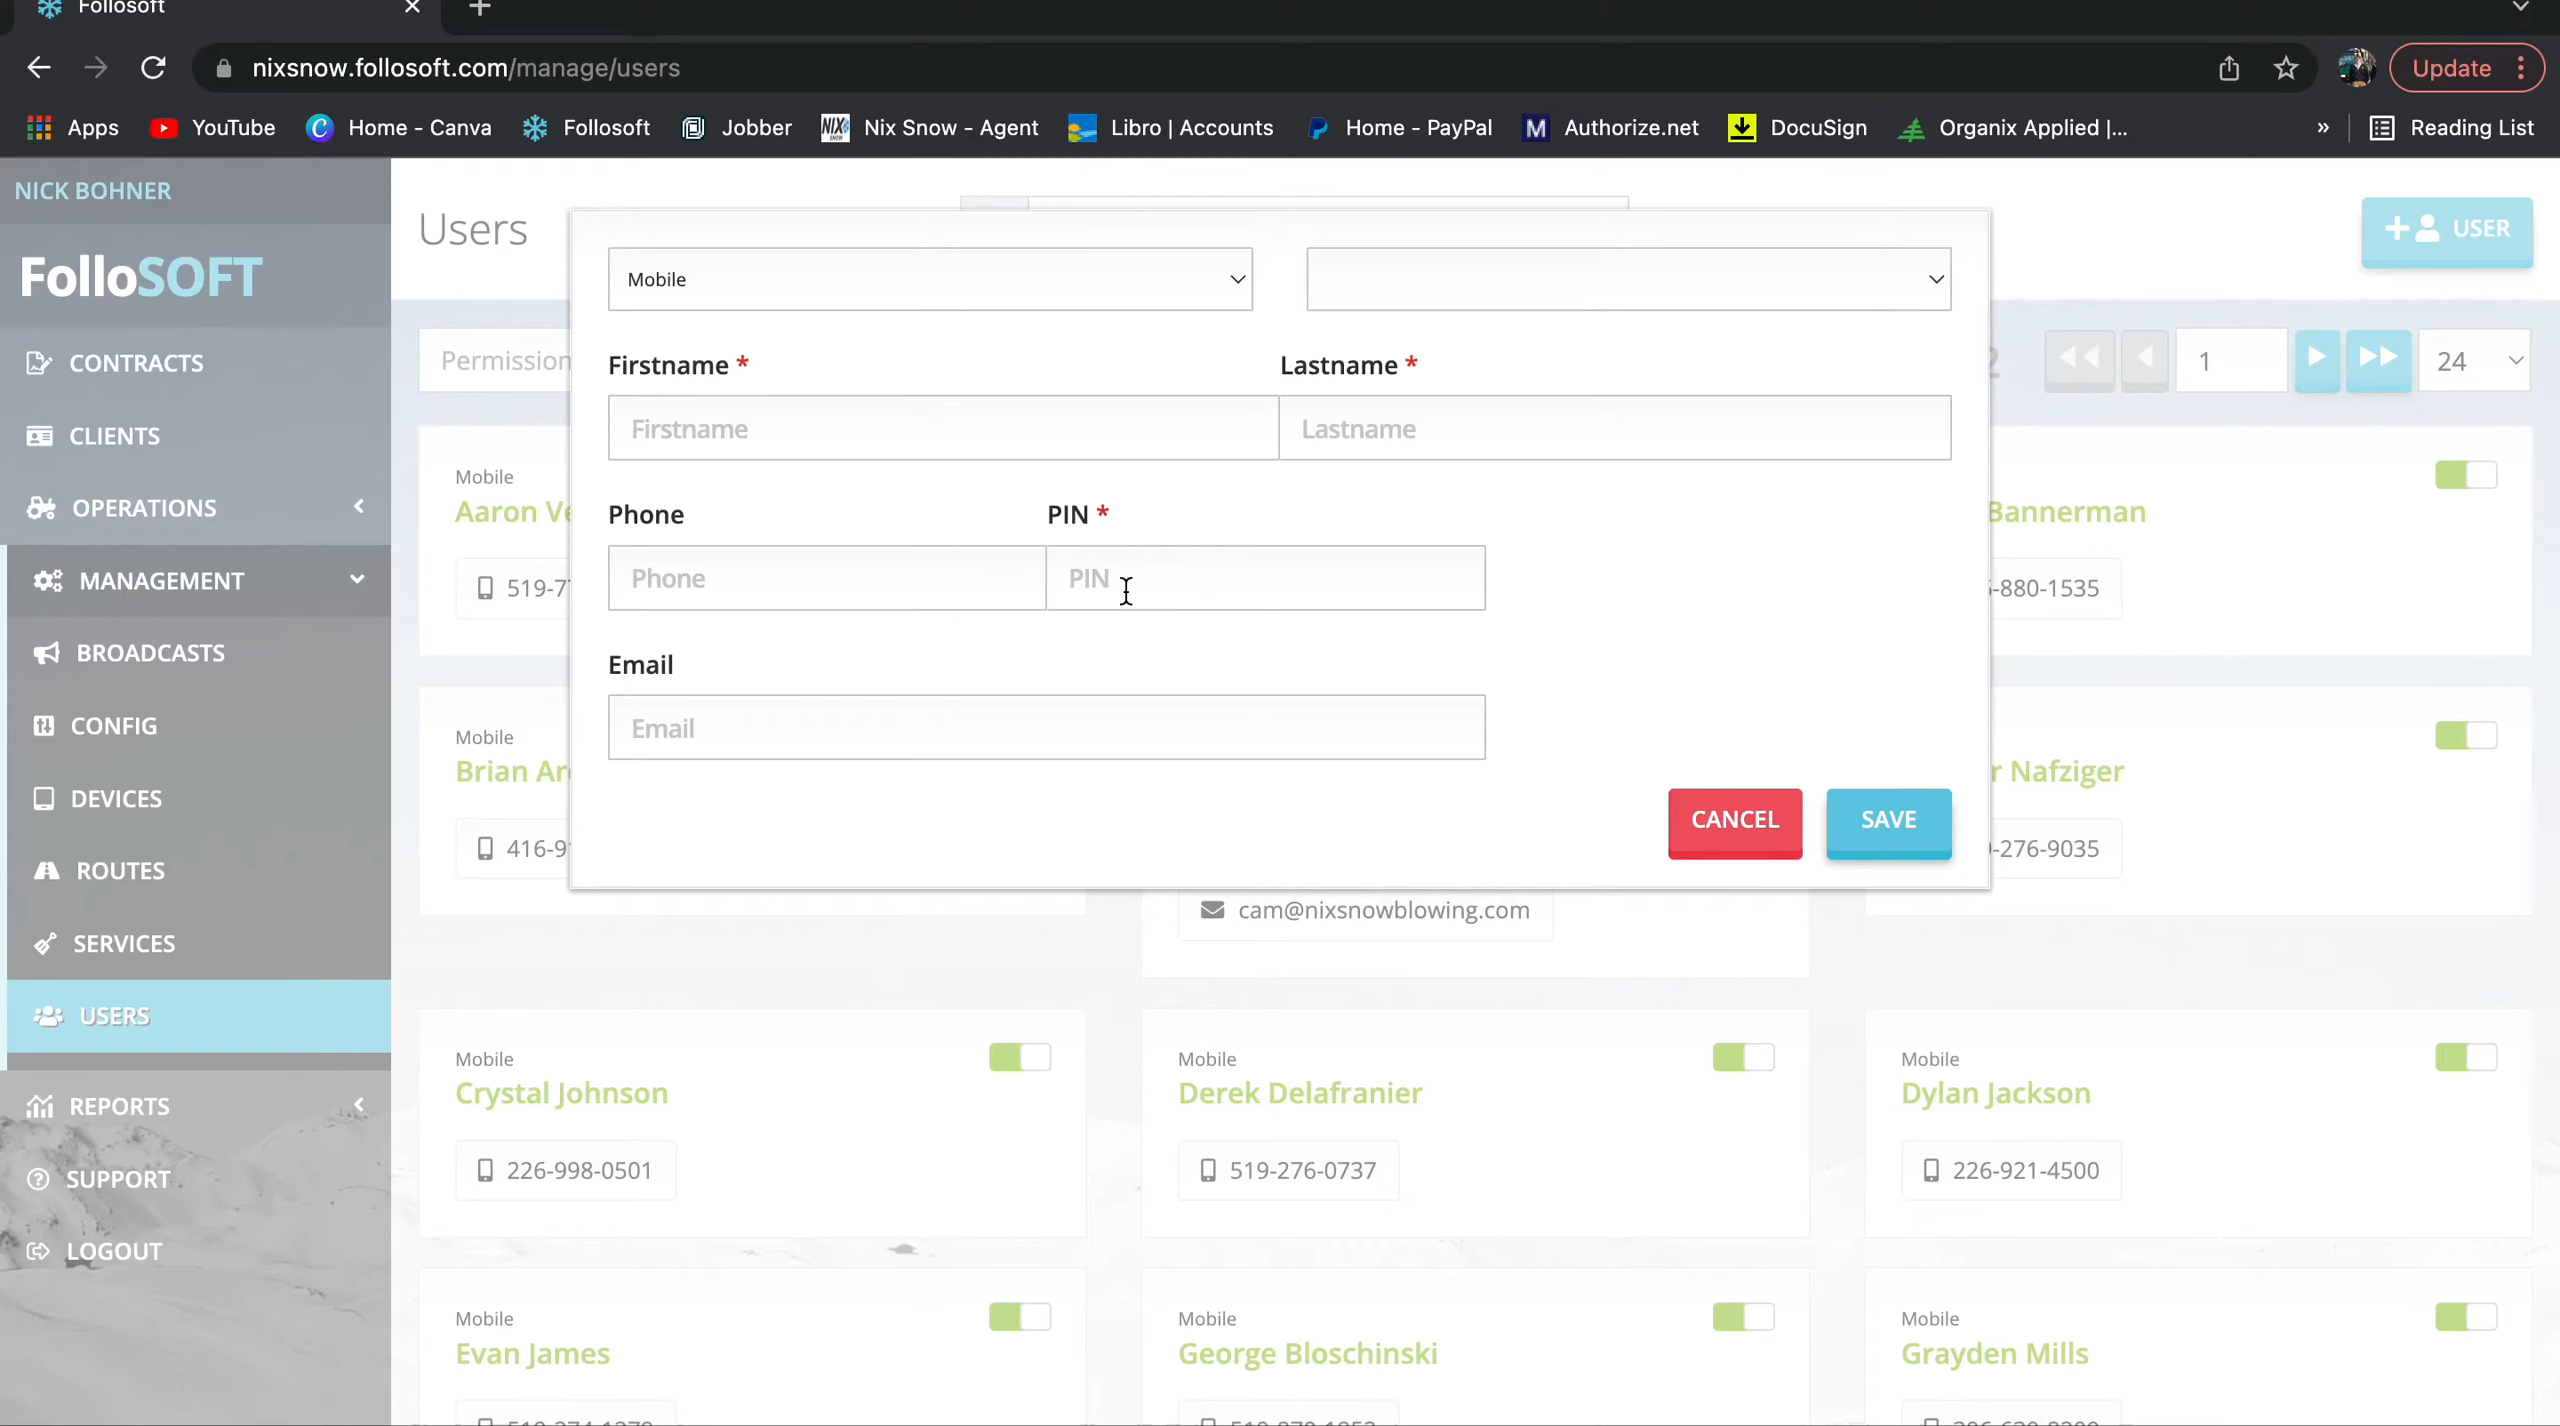 Follosoft
nixsnow.follosoft.com/manage/users
Update
Apps YouTube Home - Canva Follosoft Jobber Nix Snow - Agent Libro | Accounts Home - PayPal Authorize.net DocuSign Organix Applied |... » Reading List
NICK BOHNER
FolloSOFT
CONTRACTS
CLIENTS
OPERATIONS
MANAGEMENT
BROADCASTS
CONFIG
DEVICES
ROUTES
SERVICES
USERS
REPORTS
SUPPORT
LOGOUT
Users
USER
Mobile
Permission
1
24
Firstname *
Lastname *
Firstname
Lastname
Phone
PIN *
Phone
PIN
Email
Email
CANCEL
SAVE
Mobile
Aaron
519-7
Bannerman
-880-1535
Mobile
Brian
416-9
Nafziger
-276-9035
cam@nixsnowblowing.com
Mobile
Crystal Johnson
226-998-0501
Mobile
Derek Delafranier
519-276-0737
Mobile
Dylan Jackson
226-921-4500
Mobile
Evan James
Mobile
George Bloschinski
Mobile
Grayden Mills